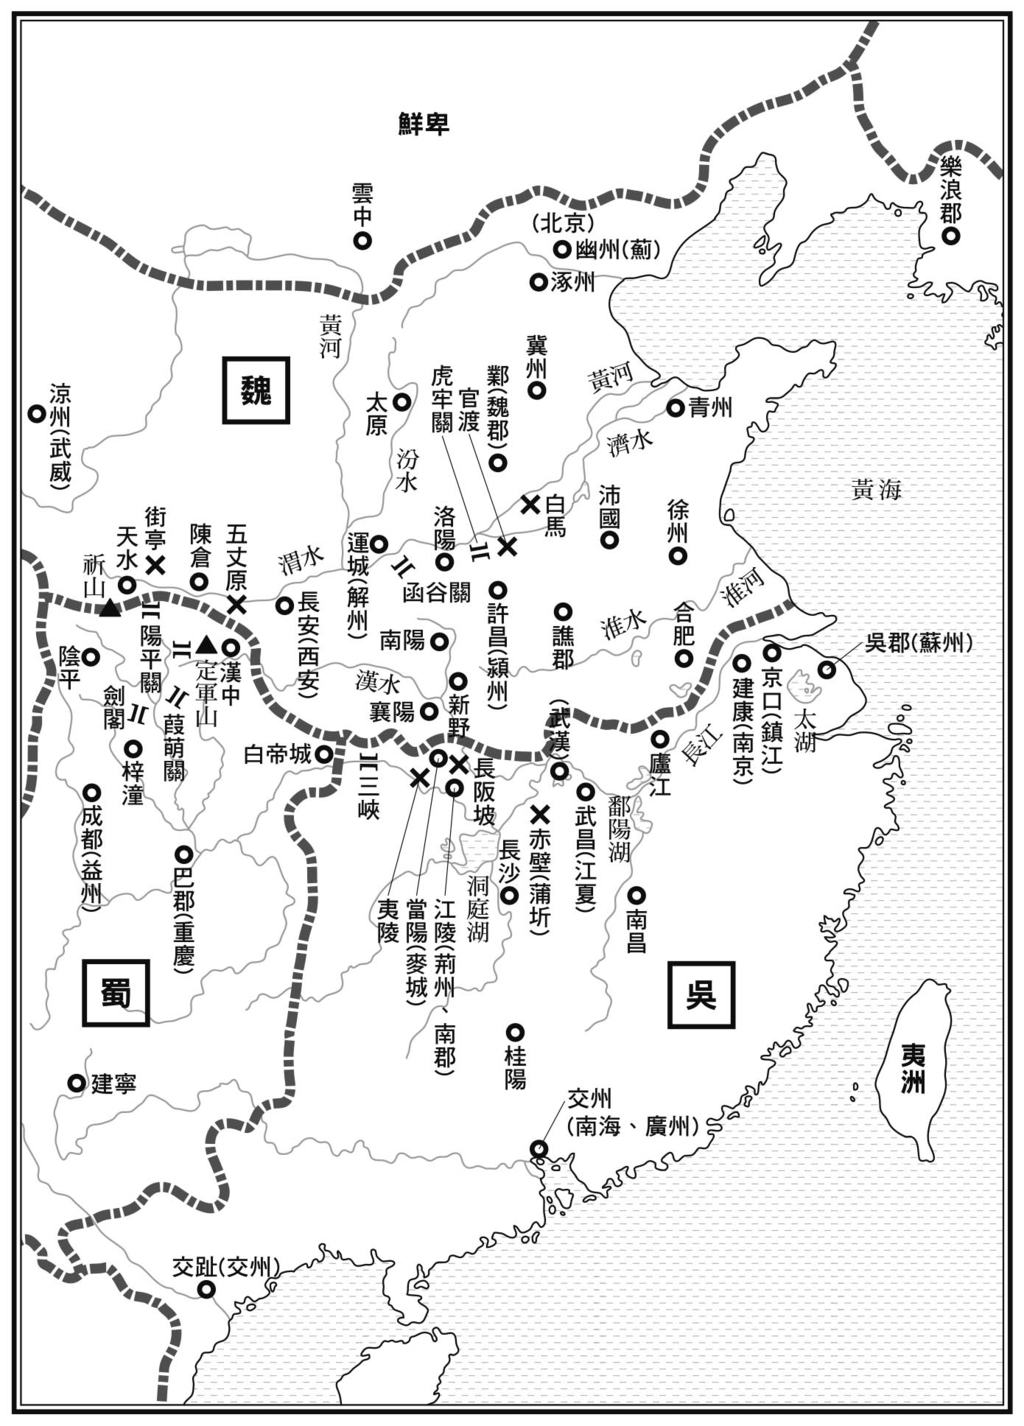 鮮卑
雲中
樂浪郡
(北京)
幽州(薊)
涿州
黃河
魏
冀州
黃河
涼州(武威)
太原
虎牢關
官渡
鄴(魏郡)
青州
濟水
汾水
黃海
白馬
沛國
徐州
街亭
天水
陳倉
五丈原
洛陽
祈山
渭水
運城(解州)
函谷關
淮河
長安(西安)
許昌(潁州)
譙郡
淮水
合肥
陽平關
定軍山
漢中
南陽
吳郡(蘇州)
陰平
劍閣
葭萌關
漢水
新野
襄陽
建康(南京)
京口(鎮江)
太湖
(武漢)
長江
梓潼
白帝城
三峽
長阪坡
廬江
成都(益州)
武昌(江夏)
鄱陽湖
赤壁(蒲圻)
長沙
巴郡(重慶)
洞庭湖
夷陵
當陽(麥城)
江陵(荊州、南郡)
南昌
蜀
吳
桂陽
夷洲
建寧
交州
(南海、廣州)
交趾(交州)